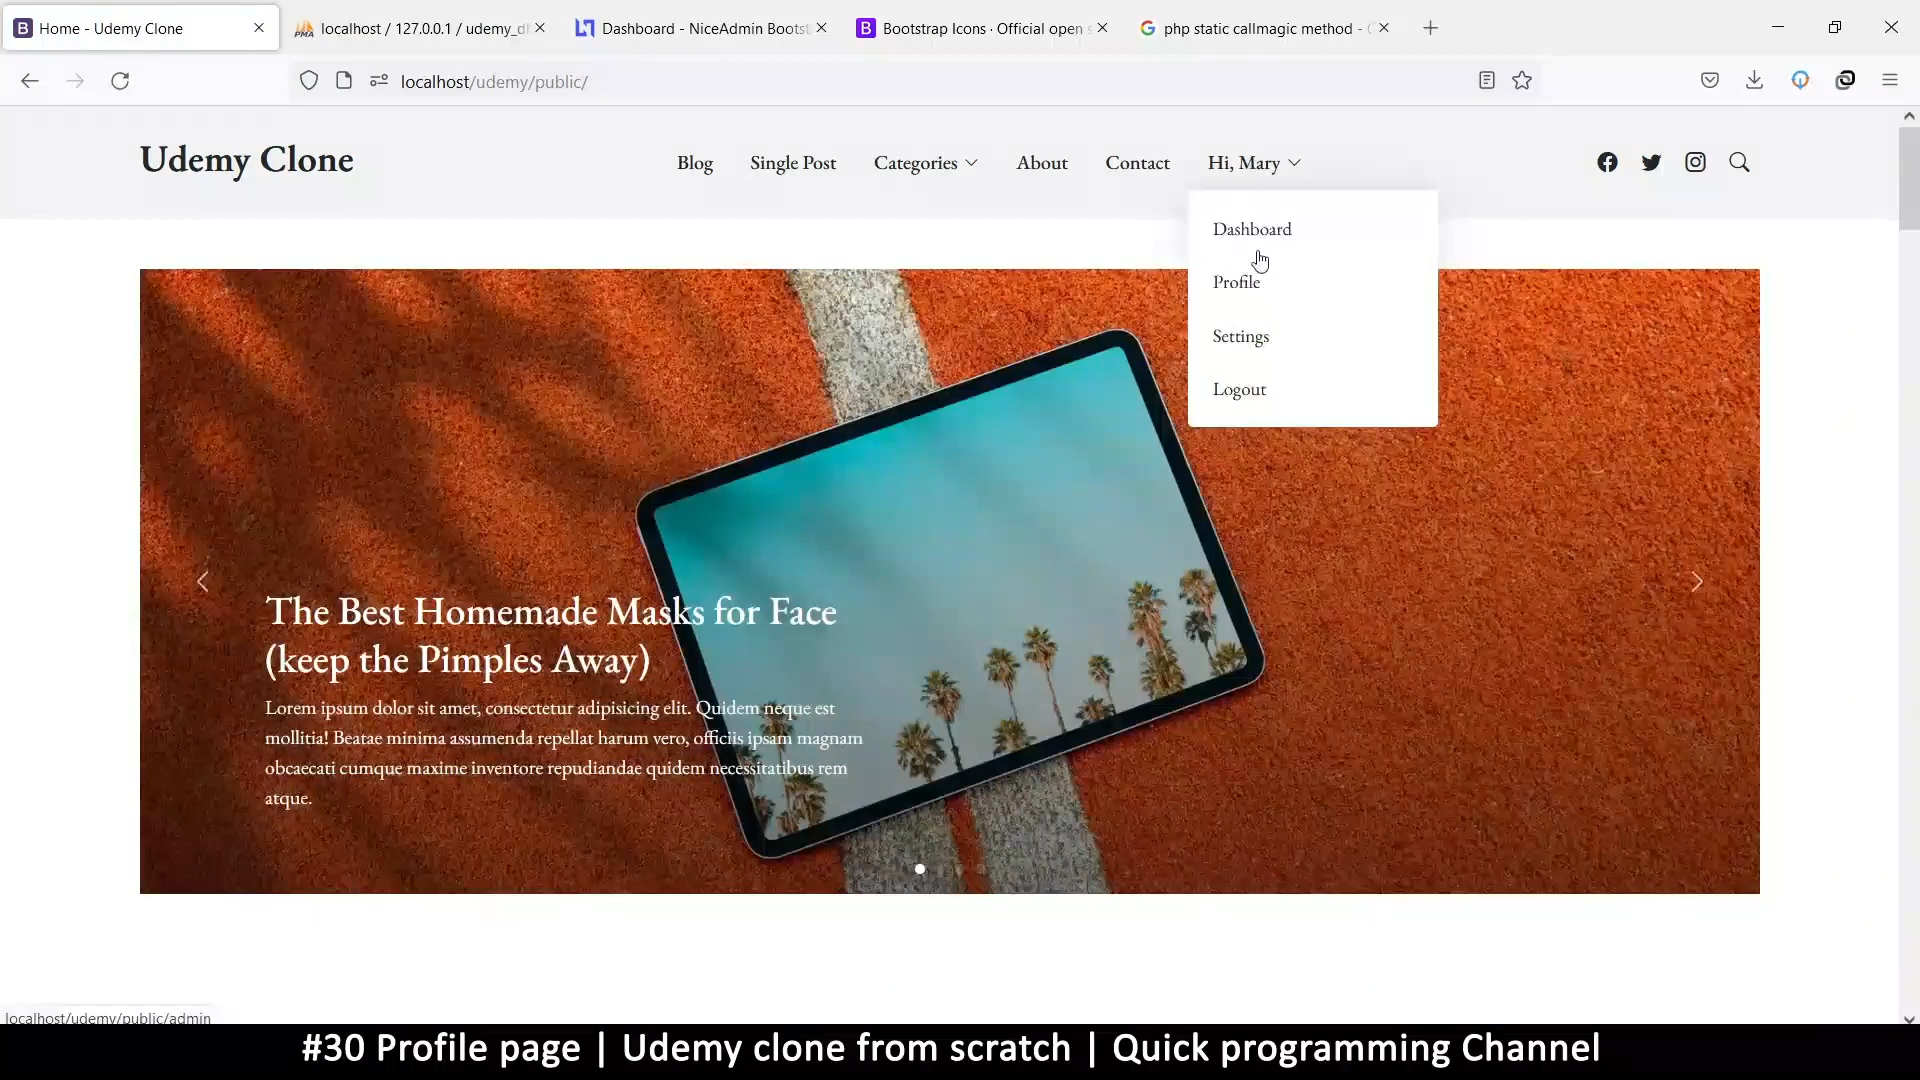 Home - Udemy Clone
localhost / 127.0.0.1 / udemy_d
Dashboard - NiceAdmin Bootst
Bootstrap Icons · Official open s
php static callmagic method -
localhost/udemy/public/
Udemy Clone
Blog
Single Post
Categories
About
Contact
Hi, Mary
Dashboard
Profile
Settings
Logout
The Best Homemade Masks for Face
(keep the Pimples Away)
Lorem ipsum dolor sit amet, consectetur adipisicing elit. Quidem neque est
mollitia! Beatae minima assumenda repellat harum vero, officiis ipsam magnam
obcaecati cumque maxime inventore repudiandae quidem necessitatibus rem
atque.
localhost/udemy/public/admin
#30 Profile page | Udemy clone from scratch | Quick programming Channel